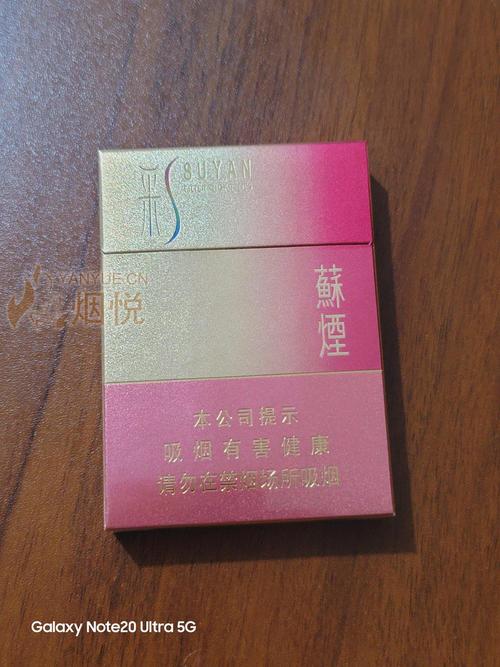 采
SUYAN
YANYUE.CN
烟悦
蘇
煙
本公司提示
吸烟有害健康
请勿在禁烟场所吸烟
Galaxy Note20 Ultra 5G